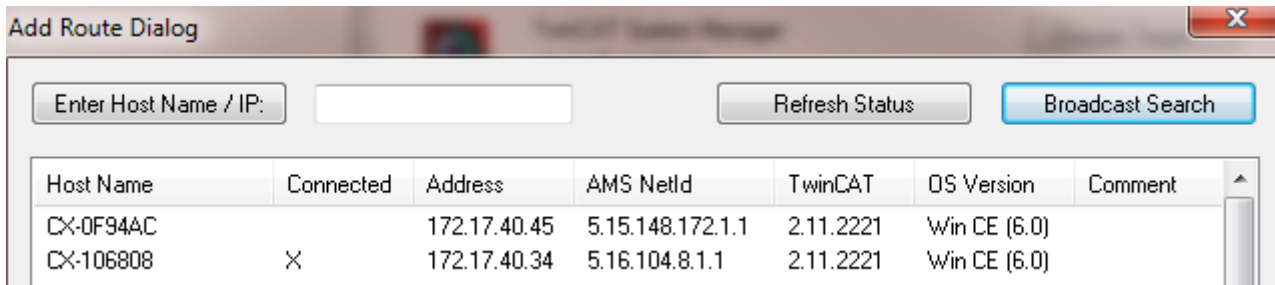 Add Route Dialog
Enter Host Name / IP: Refresh Status Broadcast Search
Host Name Connected Address AMS NetId TwinCAT OS Version Comment
CX-0F94AC 172.17.40.45 5.15.148.172.1.1 2.11.2221 Win CE (6.0)
CX-106808 X 172.17.40.34 5.16.104.8.1.1 2.11.2221 Win CE (6.0)